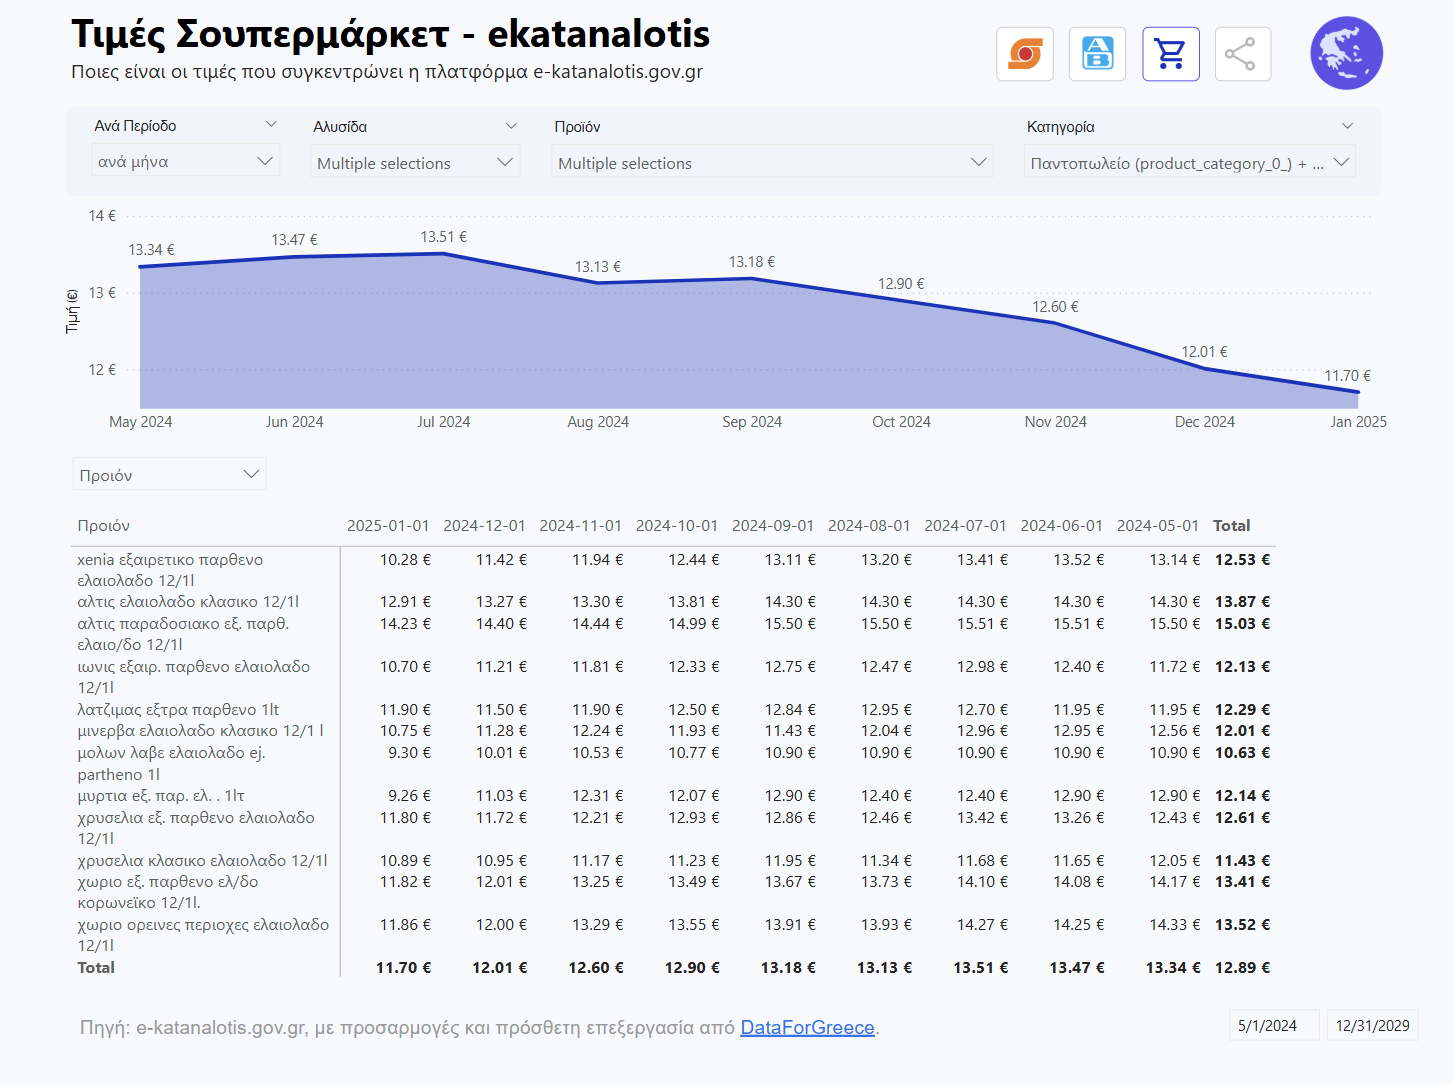 Τιμές Σουπερμάρκετ - ekatanalotis
Ποιες είναι οι τιμές που συγκεντρώνει η πλατφόρμα e-katanalotis.gov.gr
AB
Ανά Περίοδο
ανά μήνα
Αλυσίδα
Multiple selections
Προϊόν
Multiple selections
Κατηγορία
Παντοπωλείο (product_category_0_) + ...
Τιμή (€)
14 €
13 €
12 €
13.34 €
13.47 €
13.51 €
13.13 €
13.18 €
12.90 €
12.60 €
12.01 €
11.70 €
May 2024 Jun 2024 Jul 2024 Aug 2024 Sep 2024 Oct 2024 Nov 2024 Dec 2024 Jan 2025
Προιόν
Προιόν 2025-01-01 2024-12-01 2024-11-01 2024-10-01 2024-09-01 2024-08-01 2024-07-01 2024-06-01 2024-05-01 Total
xenia εξαιρετικο παρθενο 10.28 € 11.42 € 11.94 € 12.44 € 13.11 € 13.20 € 13.41 € 13.52 € 13.14 € 12.53 €
ελαιολαδο 12/1l
αλτις ελαιολαδο κλασικο 12/1l 12.91 € 13.27 € 13.30 € 13.81 € 14.30 € 14.30 € 14.30 € 14.30 € 14.30 € 13.87 €
αλτις παραδοσιακο εξ. παρθ. 14.23 € 14.40 € 14.44 € 14.99 € 15.50 € 15.50 € 15.51 € 15.51 € 15.50 € 15.03 €
ελαιο/δο 12/1l
ιωνις εξαιρ. παρθενο ελαιολαδο 10.70 € 11.21 € 11.81 € 12.33 € 12.75 € 12.47 € 12.98 € 12.40 € 11.72 € 12.13 €
12/1l
λατζιμας εξτρα παρθενο 1lt 11.90 € 11.50 € 11.90 € 12.50 € 12.84 € 12.95 € 12.70 € 11.95 € 11.95 € 12.29 €
μινερβα ελαιολαδο κλασικο 12/1 l 10.75 € 11.28 € 12.24 € 11.93 € 11.43 € 12.04 € 12.96 € 12.95 € 12.56 € 12.01 €
μολων λαβε ελαιολαδο ej. 9.30 € 10.01 € 10.53 € 10.77 € 10.90 € 10.90 € 10.90 € 10.90 € 10.90 € 10.63 €
partheno 1l
μυρτια eξ. παρ. ελ. . 1lτ 9.26 € 11.03 € 12.31 € 12.07 € 12.90 € 12.40 € 12.40 € 12.90 € 12.90 € 12.14 €
χρυσελια εξ. παρθενο ελαιολαδο 11.80 € 11.72 € 12.21 € 12.93 € 12.86 € 12.46 € 13.42 € 13.26 € 12.43 € 12.61 €
12/1l
χρυσελια κλασικο ελαιολαδο 12/1l 10.89 € 10.95 € 11.17 € 11.23 € 11.95 € 11.34 € 11.68 € 11.65 € 12.05 € 11.43 €
χωριο εξ. παρθενο ελ/δο 11.82 € 12.01 € 13.25 € 13.49 € 13.67 € 13.73 € 14.10 € 14.08 € 14.17 € 13.41 €
κορωνεϊκο 12/1l.
χωριο ορεινες περιοχες ελαιολαδο 11.86 € 12.00 € 13.29 € 13.55 € 13.91 € 13.93 € 14.27 € 14.25 € 14.33 € 13.52 €
12/1l
Total 11.70 € 12.01 € 12.60 € 12.90 € 13.18 € 13.13 € 13.51 € 13.47 € 13.34 € 12.89 €
Πηγή: e-katanalotis.gov.gr, με προσαρμογές και πρόσθετη επεξεργασία από DataForGreece.
5/1/2024 12/31/2029